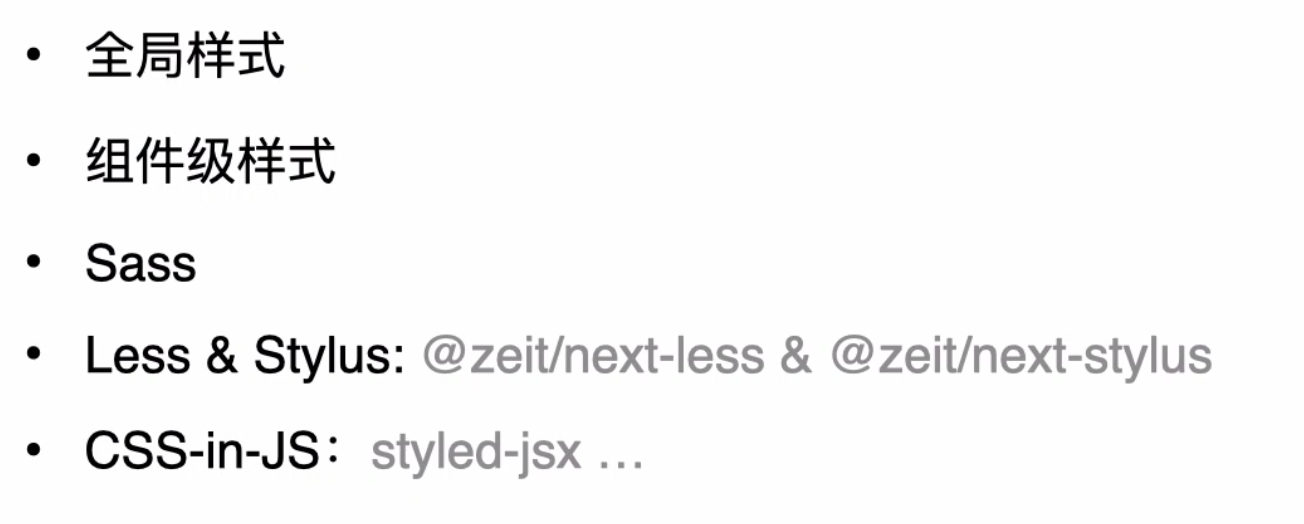 • 全局样式
• 组件级样式
• Sass
• Less & Stylus: @zeit/next-less & @zeit/next-stylus
• CSS-in-JS：styled-jsx …